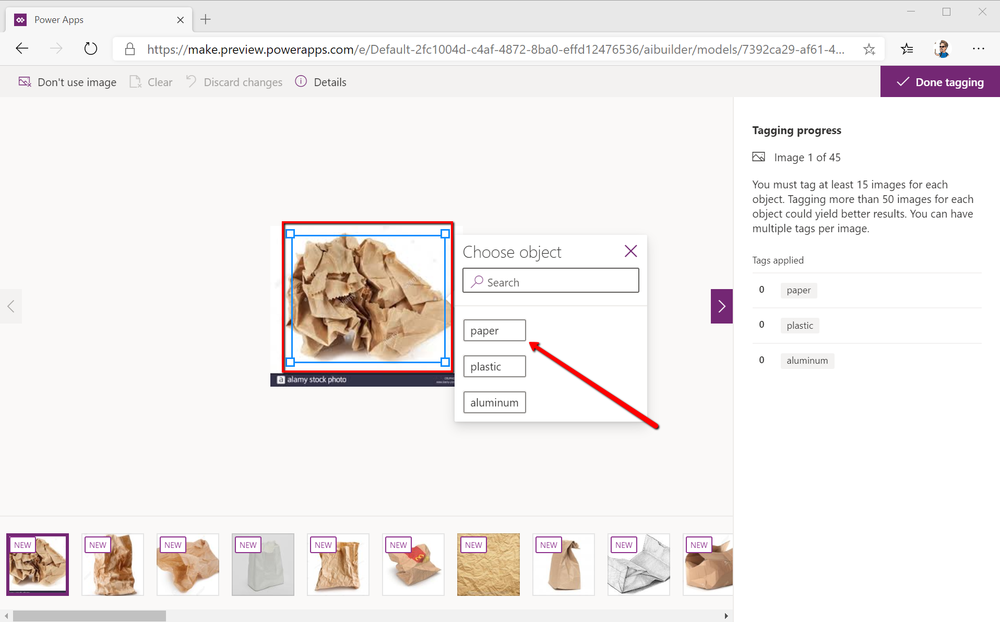 Power Apps
https://make.preview.powerapps.com/e/Default-2fc1004d-c4af-4872-8ba0-effd12476536/aibuilder/models/7392ca29-af61-4...
Don't use image
Clear
Discard changes
Details
Done tagging
Tagging progress
Image 1 of 45
You must tag at least 15 images for each
object. Tagging more than 50 images for each
object could yield better results. You can have
multiple tags per image.
Tags applied
0 paper
0 plastic
0 aluminum
Choose object
Search
paper
plastic
aluminum
a alamy stock photo
NEW
NEW
NEW
NEW
NEW
NEW
NEW
NEW
NEW
NEW